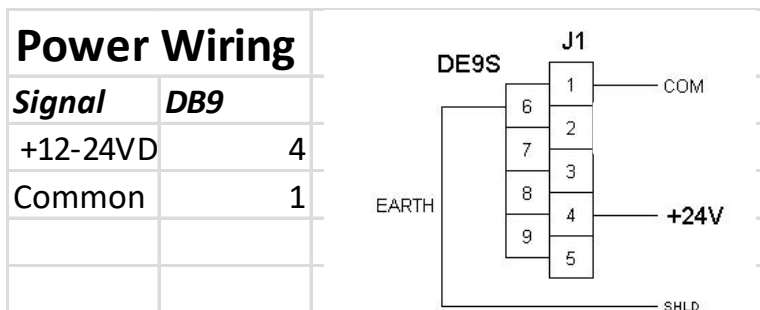 Power Wiring
Signal DB9
+12-24VD 4
Common 1
J1
DE9S
1 COM
6
2
7
3
8
EARTH
4 +24V
9
5
SHLD